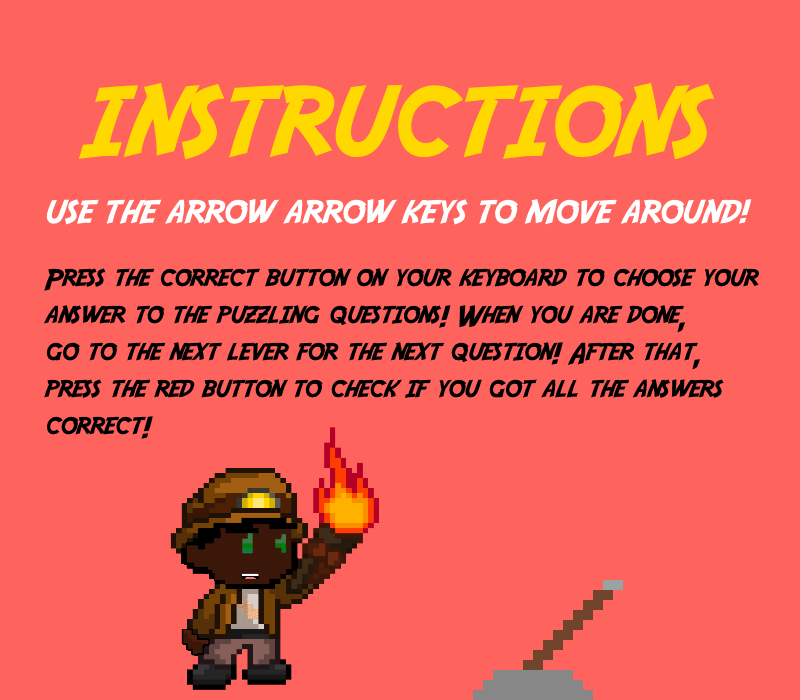 INSTRUCTIONS
USE THE ARROW ARROW KEYS TO MOVE AROUND!
PRESS THE CORRECT BUTTON ON YOUR KEYBOARD TO CHOOSE YOUR
ANSWER TO THE PUZZLING QUESTIONS! WHEN YOU ARE DONE,
GO TO THE NEXT LEVER FOR THE NEXT QUESTION! AFTER THAT,
PRESS THE RED BUTTON TO CHECK IF YOU GOT ALL THE ANSWERS
CORRECT!